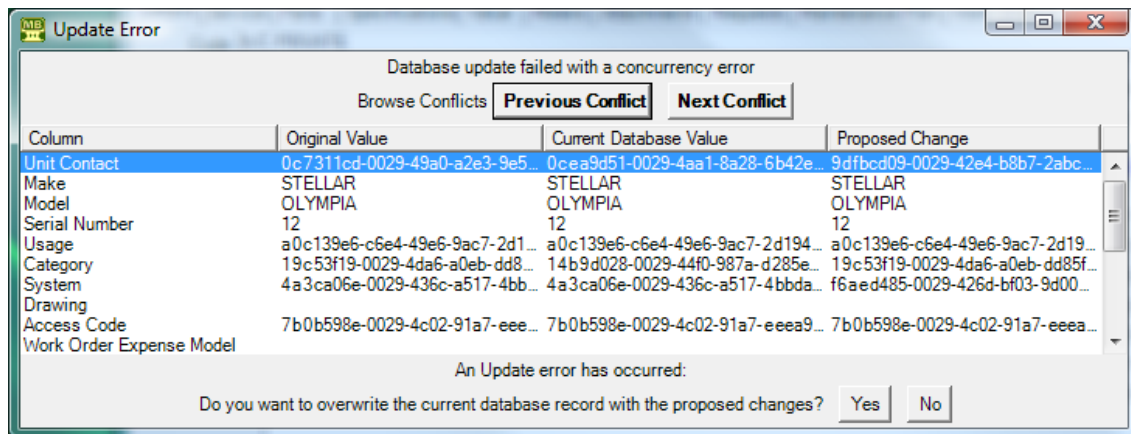 MB
Update Error
Database update failed with a concurrency error
Browse Conflicts Previous Conflict Next Conflict
Column Original Value Current Database Value Proposed Change
Unit Contact 0c7311cd-0029-49a0-a2e3-9e5... 0cea9d51-0029-4aa1-8a28-6b42e... 9dfbcd09-0029-42e4-b8b7-2abc...
Make STELLAR STELLAR STELLAR
Model OLYMPIA OLYMPIA OLYMPIA
Serial Number 12 12 12
Usage a0c139e6-c6e4-49e6-9ac7-2d1... a0c139e6-c6e4-49e6-9ac7-2d194... a0c139e6-c6e4-49e6-9ac7-2d19...
Category 19c53f19-0029-4da6-a0eb-dd8... 14b9d028-0029-44f0-987a-d285e... 19c53f19-0029-4da6-a0eb-dd85f...
System 4a3ca06e-0029-436c-a517-4bb... 4a3ca06e-0029-436c-a517-4bbda... f6aed485-0029-426d-bf03-9d00...
Drawing
Access Code 7b0b598e-0029-4c02-91a7-eee... 7b0b598e-0029-4c02-91a7-eeea9... 7b0b598e-0029-4c02-91a7-eeea...
Work Order Expense Model
An Update error has occurred:
Do you want to overwrite the current database record with the proposed changes? Yes No